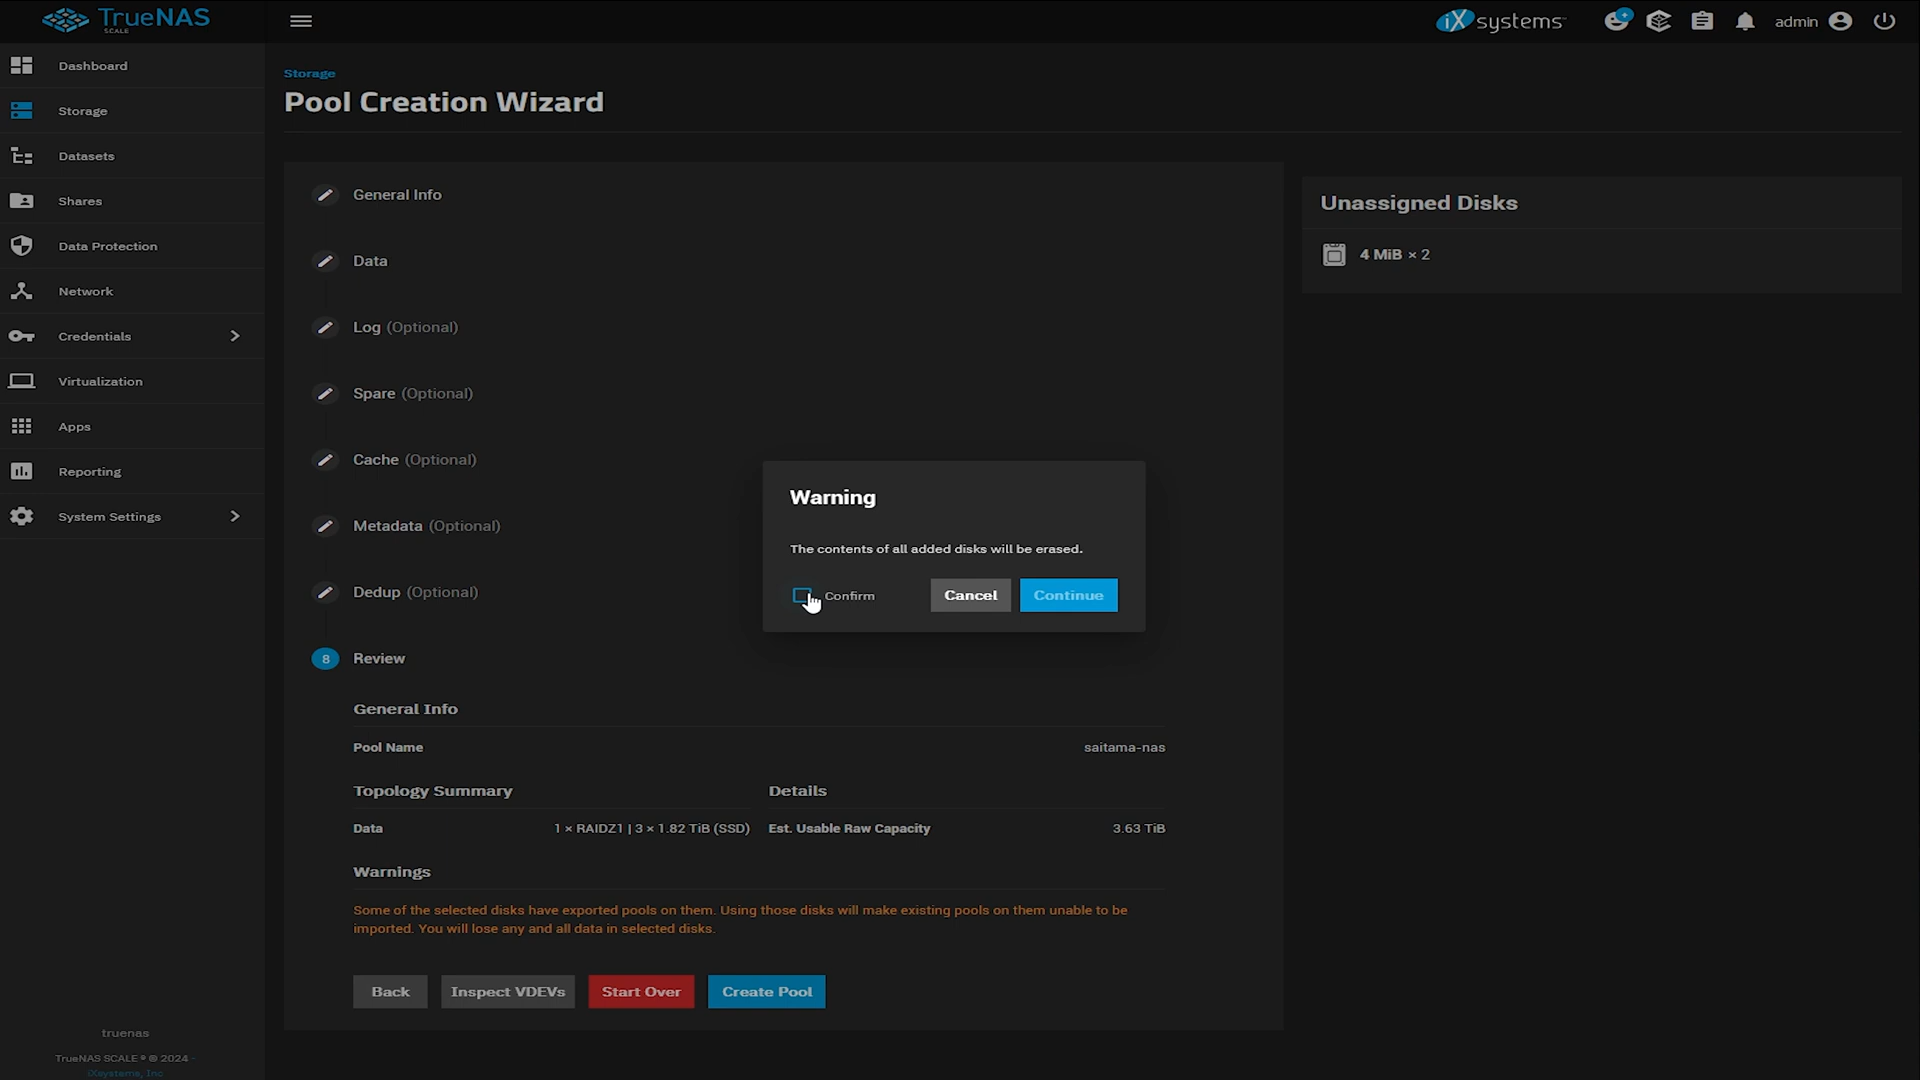 TrueNAS
SCALE
iX systems
admin
Dashboard
Storage
Datasets
Shares
Data Protection
Network
Credentials
Virtualization
Apps
Reporting
System Settings
truenas
TrueNAS SCALE ® © 2024 -
iXsystems, Inc
Storage
Pool Creation Wizard
General Info
Data
Log (Optional)
Spare (Optional)
Cache (Optional)
Metadata (Optional)
Dedup (Optional)
8 Review
General Info
Pool Name saitama-nas
Topology Summary Details
Data 1 × RAIDZ1 | 3 × 1.82 TiB (SSD) Est. Usable Raw Capacity 3.63 TiB
Warnings
Some of the selected disks have exported pools on them. Using those disks will make existing pools on them unable to be
imported. You will lose any and all data in selected disks.
Back Inspect VDEVs Start Over Create Pool
Warning
The contents of all added disks will be erased.
Confirm Cancel Continue
Unassigned Disks
4 MiB × 2